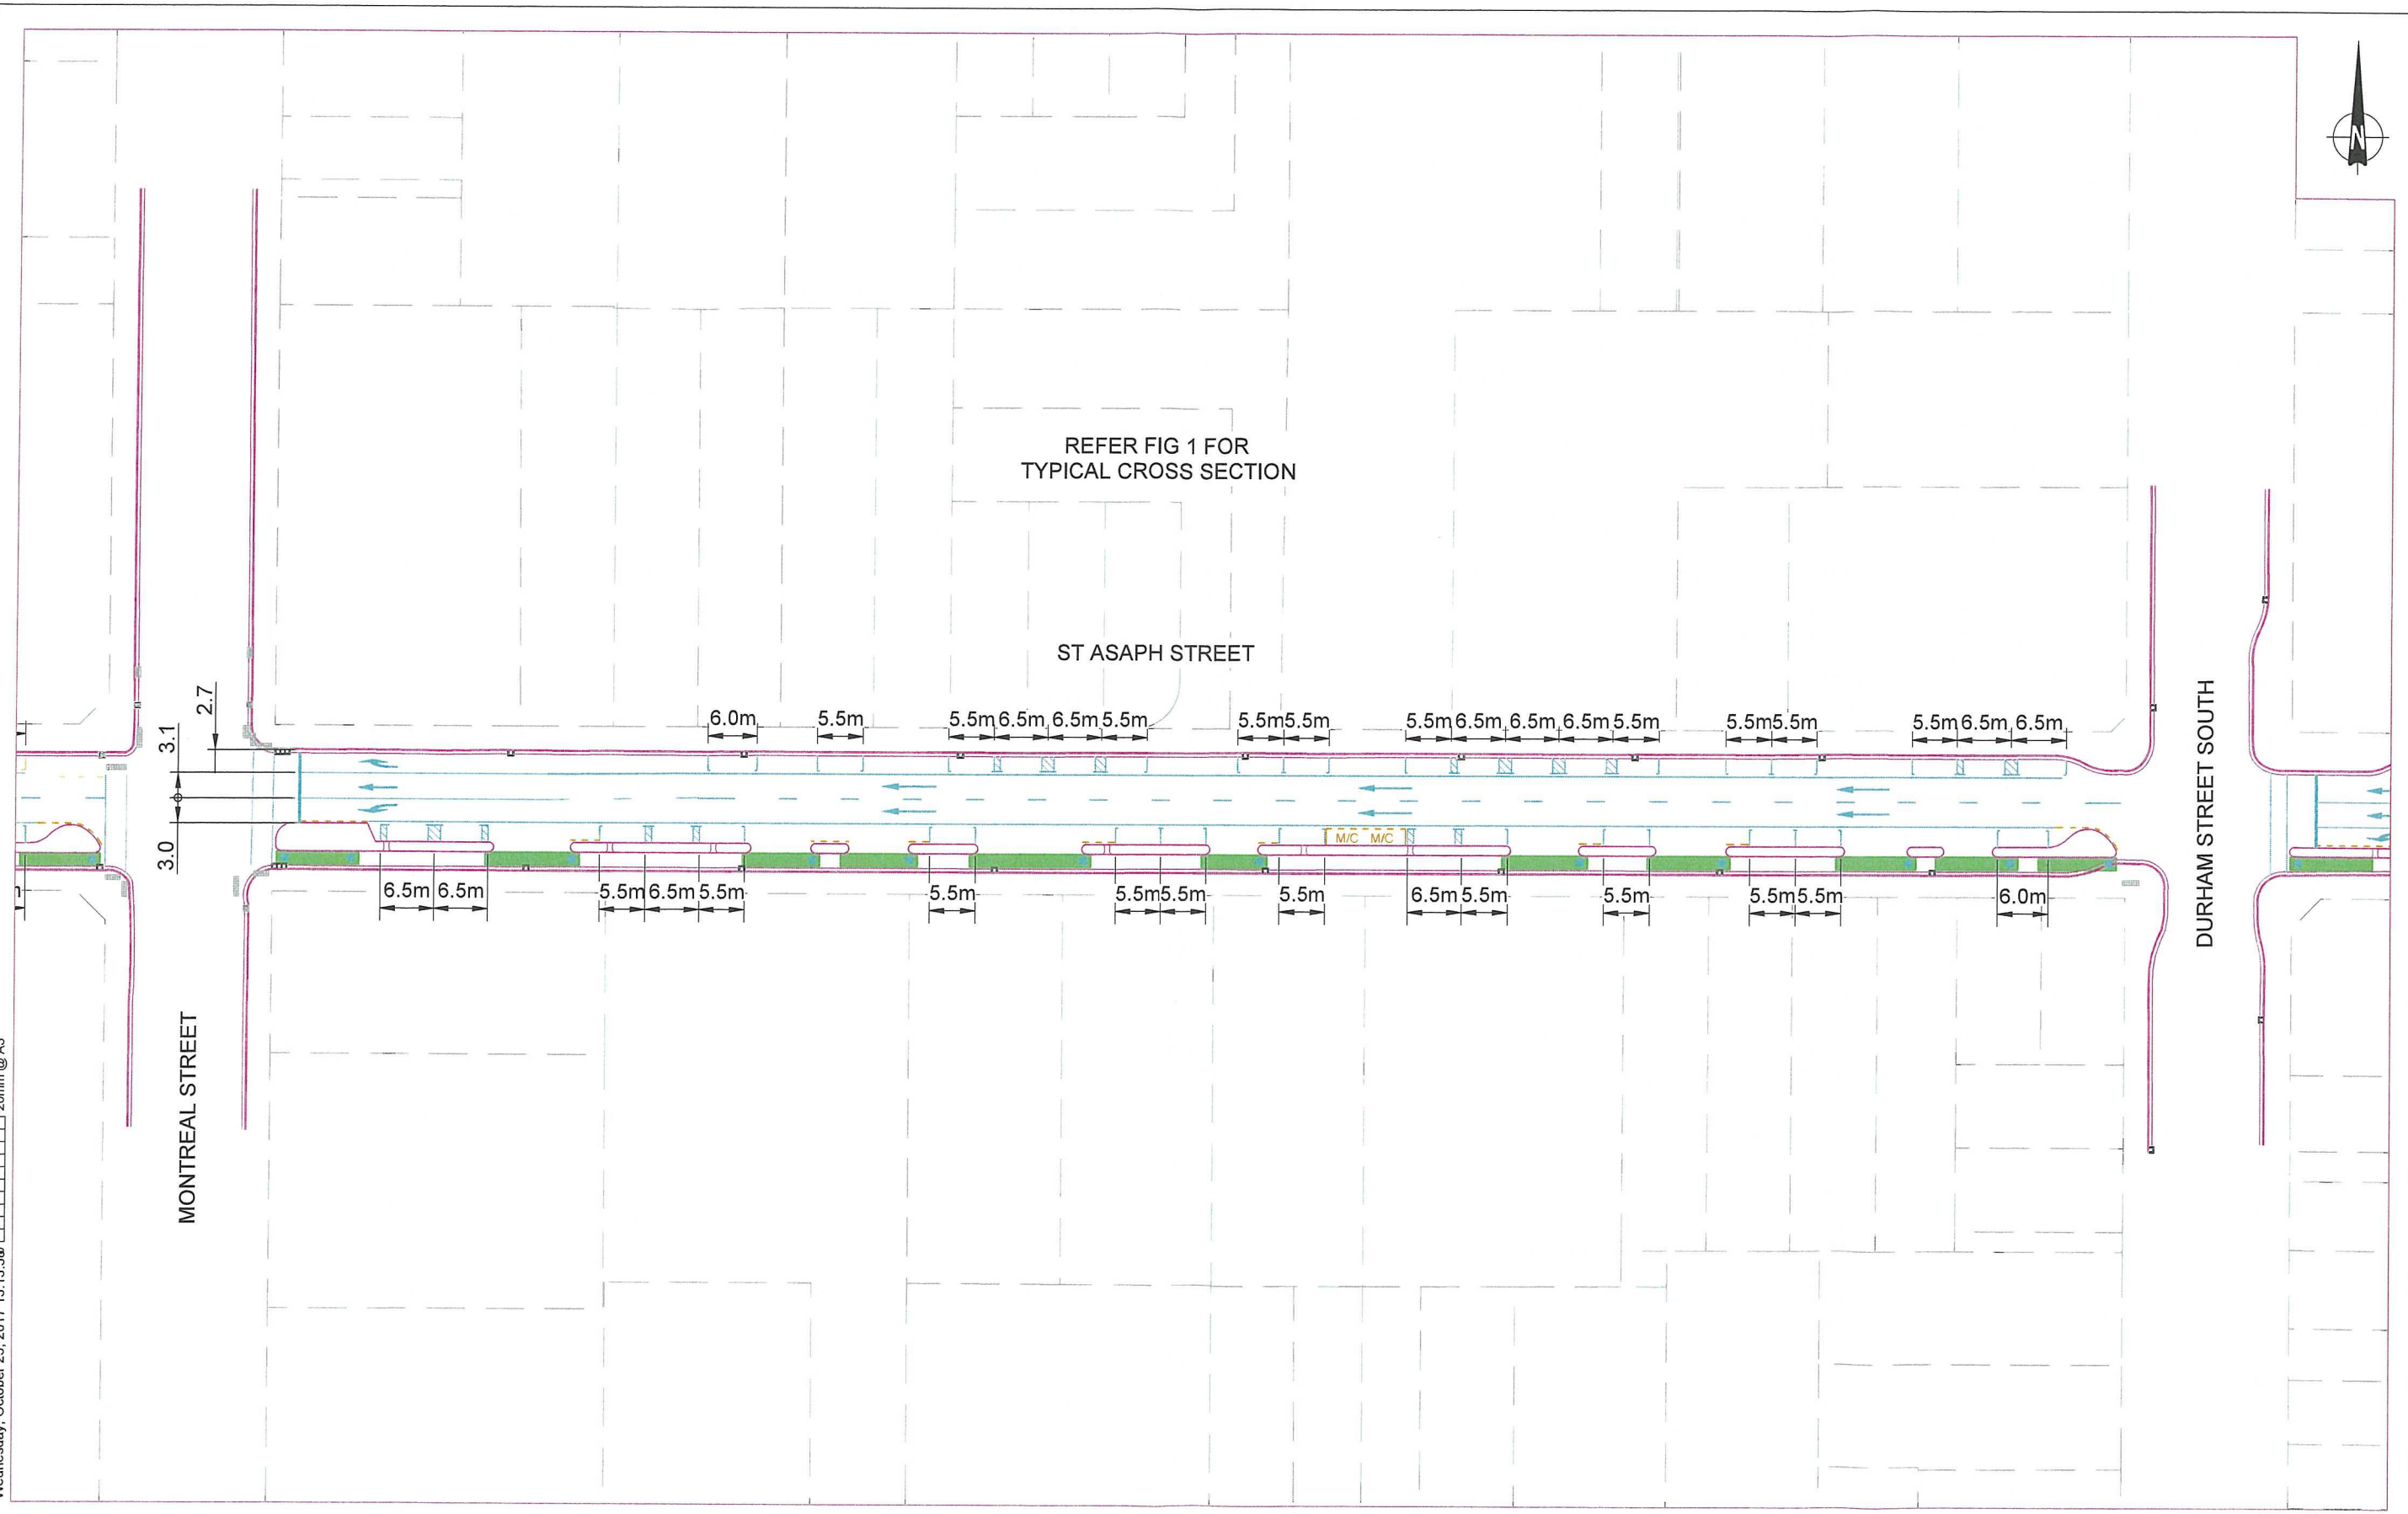 N
REFER FIG 1 FOR
TYPICAL CROSS SECTION
ST ASAPH STREET
2.7
3.1
3.0
6.0m 5.5m 5.5m 6.5m 6.5m 5.5m 5.5m 5.5m 5.5m 6.5m 6.5m 6.5m 5.5m 5.5m 5.5m 5.5m 6.5m 6.5m
M/C M/C
6.5m 6.5m 5.5m 6.5m 5.5m 5.5m 5.5m 5.5m 5.5m 6.5m 5.5m 5.5m 5.5m 5.5m 6.0m
DURHAM STREET SOUTH
MONTREAL STREET